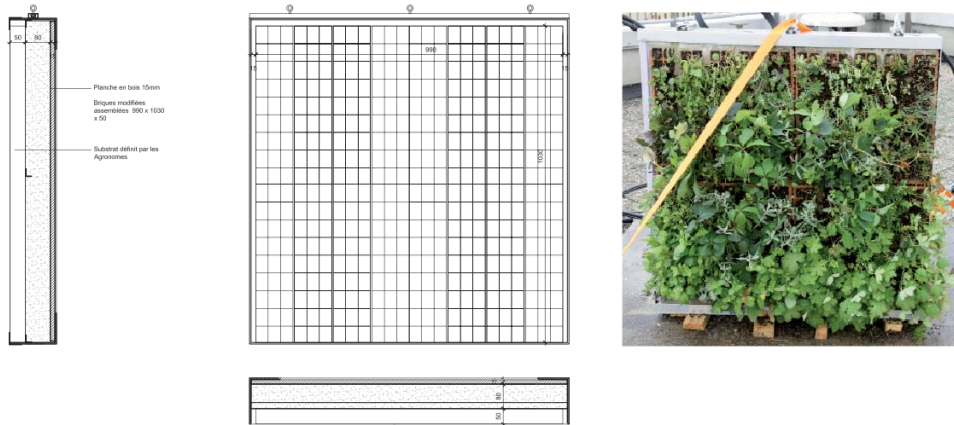 50
80
Planche en bois 15mm
Briques modifiées
assemblées 990 x 1030
x 50
Substrat définit par les
Agronomes
990
15
15
1030
80
50